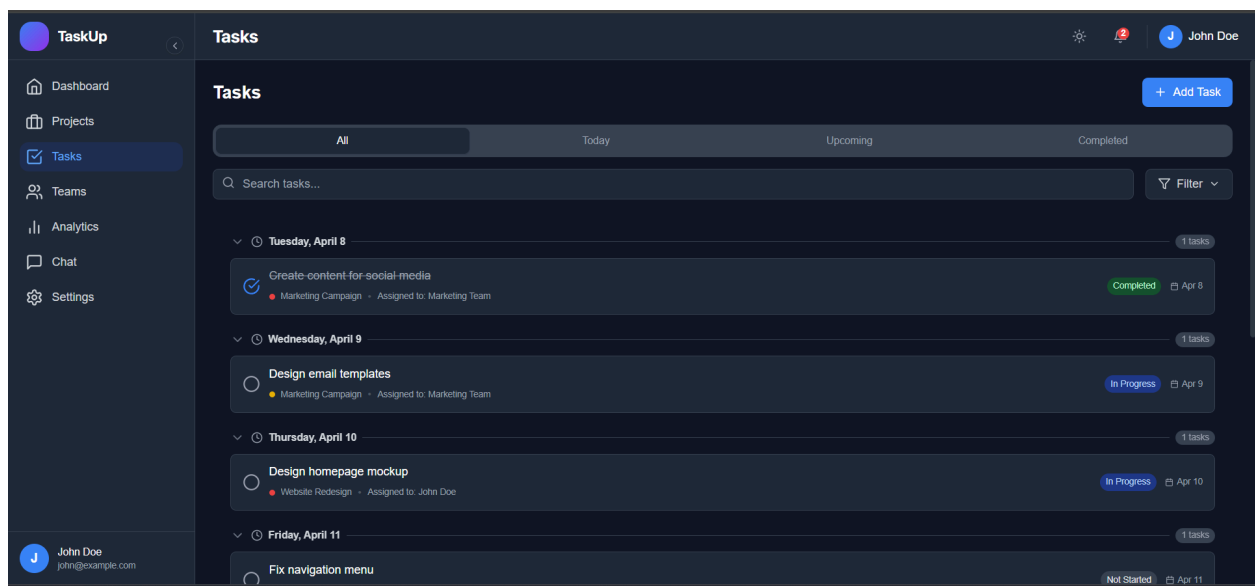 TaskUp
Tasks
2
J
John Doe
Dashboard
Projects
Tasks
Teams
Analytics
Chat
Settings
J
John Doe
john@example.com
Tasks
+ Add Task
All
Today
Upcoming
Completed
Search tasks...
Filter
Tuesday, April 8
1 tasks
Create content for social media
Marketing Campaign • Assigned to: Marketing Team
Completed
Apr 8
Wednesday, April 9
1 tasks
Design email templates
Marketing Campaign • Assigned to: Marketing Team
In Progress
Apr 9
Thursday, April 10
1 tasks
Design homepage mockup
Website Redesign • Assigned to: John Doe
In Progress
Apr 10
Friday, April 11
1 tasks
Fix navigation menu
Not Started
Apr 11